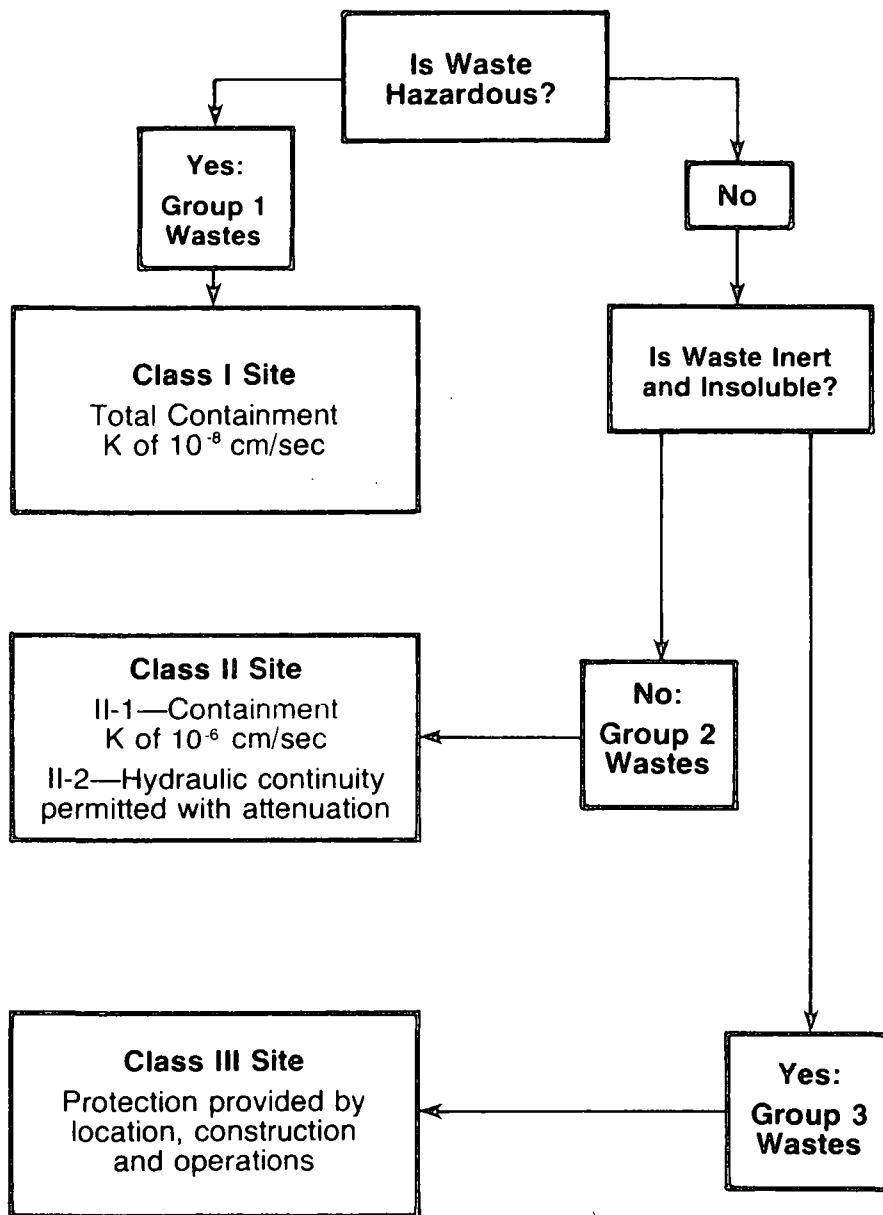 Is Waste
Hazardous?
Yes:
Group 1
Wastes
No
Class I Site
Total Containment
K of 10⁻⁸ cm/sec
Is Waste Inert
and Insoluble?
Class II Site
II-1—Containment
K of 10⁻⁶ cm/sec
II-2—Hydraulic continuity
permitted with attenuation
No:
Group 2
Wastes
Class III Site
Protection provided by
location, construction
and operations
Yes:
Group 3
Wastes